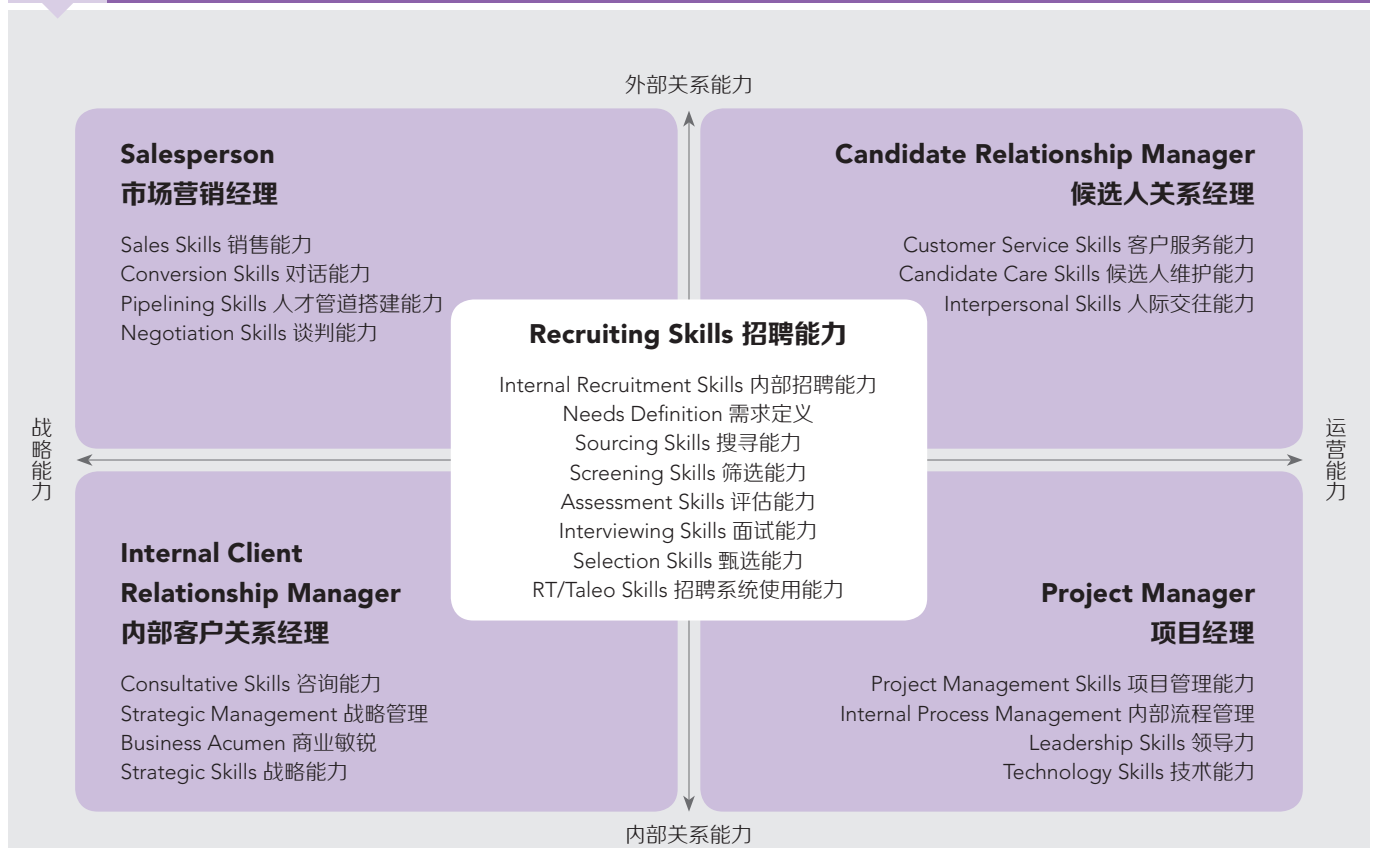 外部关系能力
Salesperson
市场营销经理
Sales Skills 销售能力
Conversion Skills 对话能力
Pipelining Skills 人才管道搭建能力
Negotiation Skills 谈判能力
Candidate Relationship Manager
候选人关系经理
Customer Service Skills 客户服务能力
Candidate Care Skills 候选人维护能力
Interpersonal Skills 人际交往能力
Recruiting Skills 招聘能力
Internal Recruitment Skills 内部招聘能力
Needs Definition 需求定义
Sourcing Skills 搜寻能力
Screening Skills 筛选能力
Assessment Skills 评估能力
Interviewing Skills 面试能力
Selection Skills 甄选能力
RT/Taleo Skills 招聘系统使用能力
战略能力
运营能力
Internal Client
Relationship Manager
内部客户关系经理
Consultative Skills 咨询能力
Strategic Management 战略管理
Business Acumen 商业敏锐
Strategic Skills 战略能力
Project Manager
项目经理
Project Management Skills 项目管理能力
Internal Process Management 内部流程管理
Leadership Skills 领导力
Technology Skills 技术能力
内部关系能力